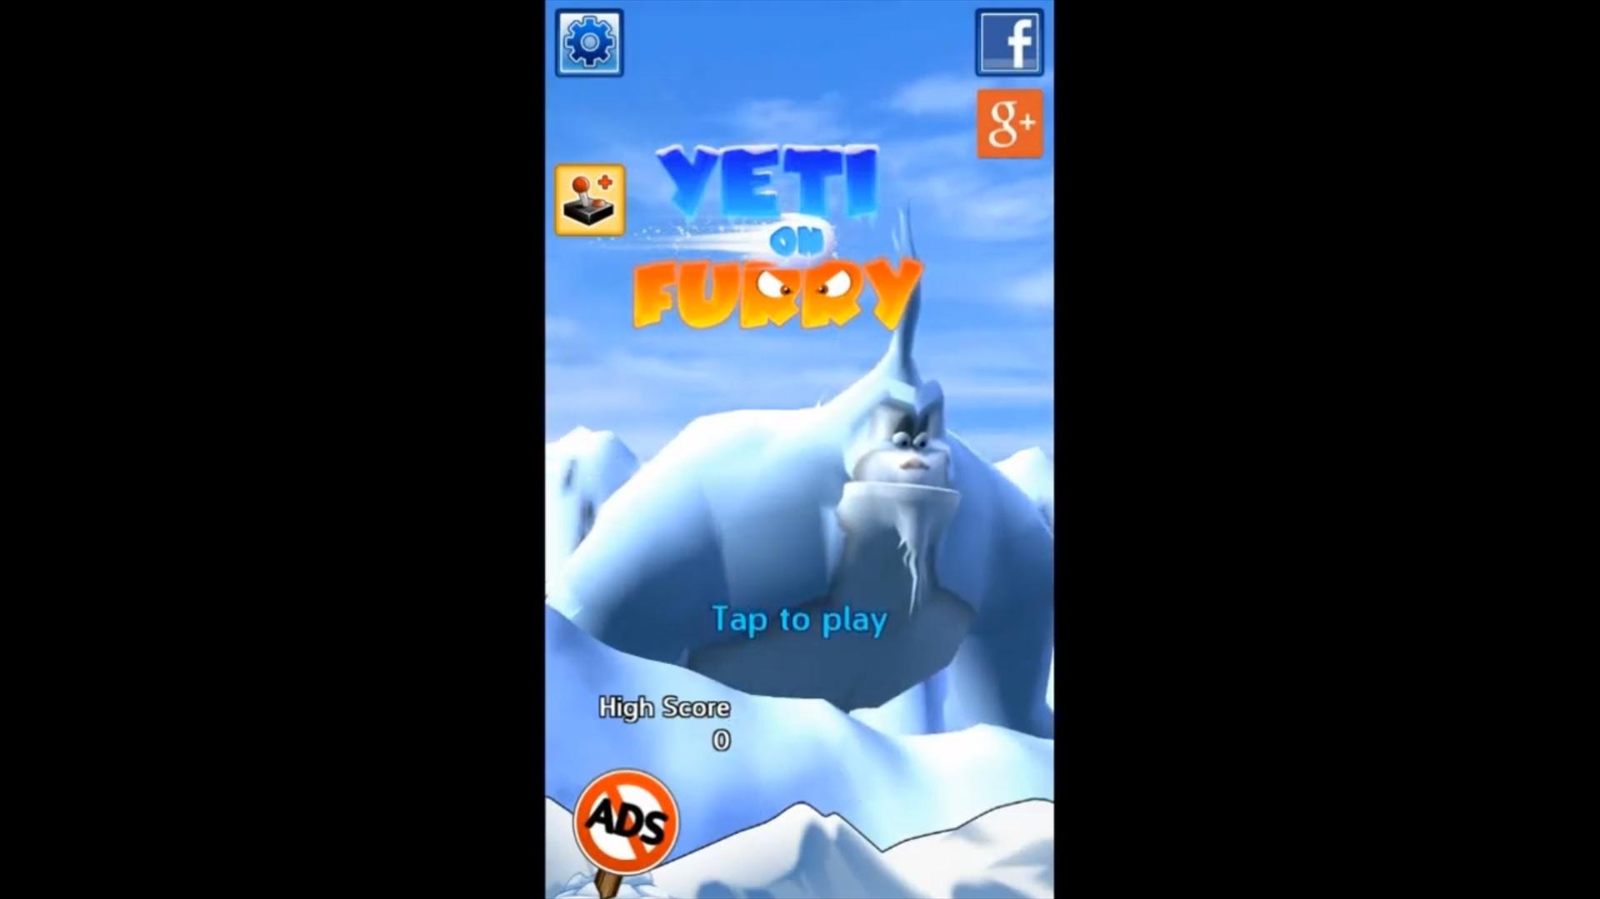 f
g+
YETI
ON
FURRY
Tap to play
High Score
0
ADS